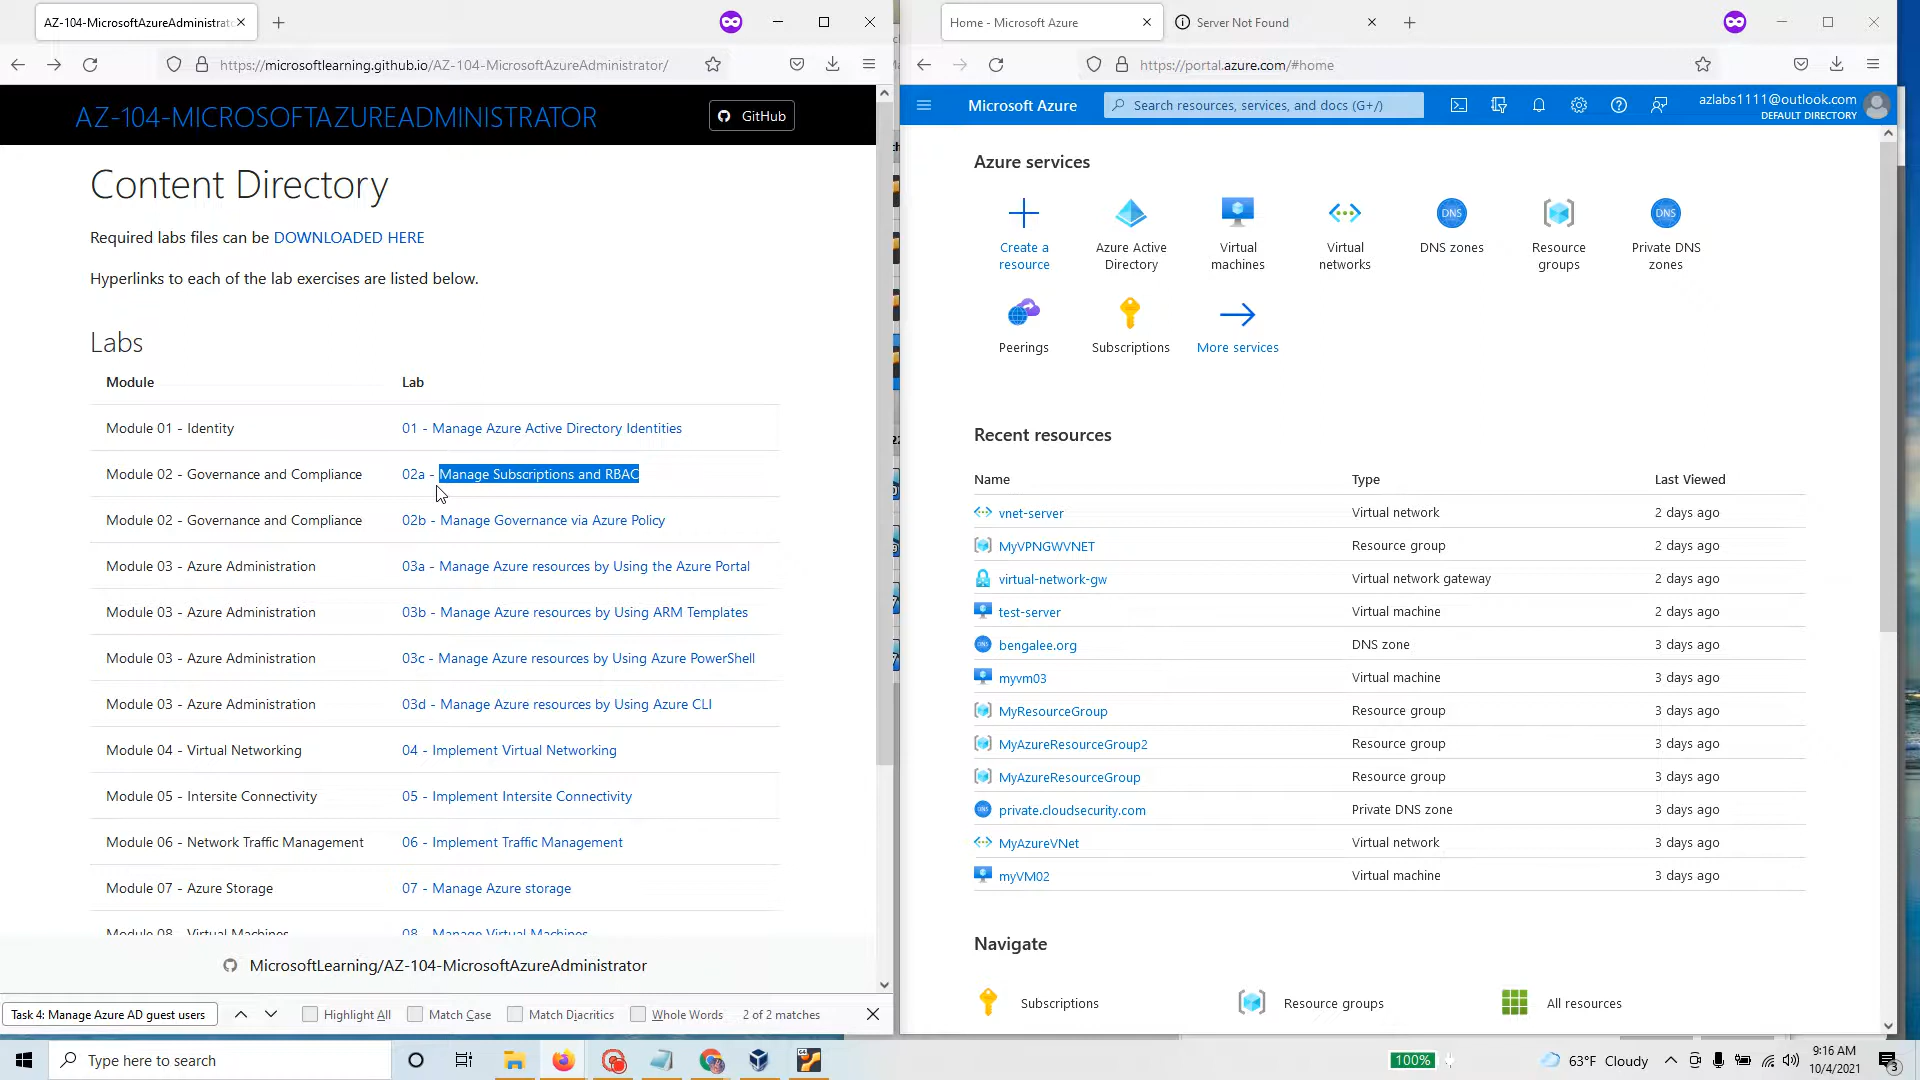 AZ-104-MicrosoftAzureAdministrat
https://microsoftlearning.github.io/AZ-104-MicrosoftAzureAdministrator/
AZ-104-MICROSOFTAZUREADMINISTRATOR
GitHub
Content Directory
Required labs files can be DOWNLOADED HERE
Hyperlinks to each of the lab exercises are listed below.
Labs
Module Lab
Module 01 - Identity 01 - Manage Azure Active Directory Identities
Module 02 - Governance and Compliance 02a - Manage Subscriptions and RBAC
Module 02 - Governance and Compliance 02b - Manage Governance via Azure Policy
Module 03 - Azure Administration 03a - Manage Azure resources by Using the Azure Portal
Module 03 - Azure Administration 03b - Manage Azure resources by Using ARM Templates
Module 03 - Azure Administration 03c - Manage Azure resources by Using Azure PowerShell
Module 03 - Azure Administration 03d - Manage Azure resources by Using Azure CLI
Module 04 - Virtual Networking 04 - Implement Virtual Networking
Module 05 - Intersite Connectivity 05 - Implement Intersite Connectivity
Module 06 - Network Traffic Management 06 - Implement Traffic Management
Module 07 - Azure Storage 07 - Manage Azure storage
Module 08 - Virtual Machines 08 - Manage Virtual Machines
MicrosoftLearning/AZ-104-MicrosoftAzureAdministrator
Task 4: Manage Azure AD guest users Highlight All Match Case Match Diacritics Whole Words 2 of 2 matches
Home - Microsoft Azure
Server Not Found
https://portal.azure.com/#home
Microsoft Azure
Search resources, services, and docs (G+/)
azlabs1111@outlook.com
DEFAULT DIRECTORY
Azure services
Create a resource
Azure Active Directory
Virtual machines
Virtual networks
DNS
DNS zones
Resource groups
DNS
Private DNS zones
Peerings
Subscriptions
More services
Recent resources
Name Type Last Viewed
vnet-server Virtual network 2 days ago
MyVPNGWVNET Resource group 2 days ago
virtual-network-gw Virtual network gateway 2 days ago
test-server Virtual machine 2 days ago
bengalee.org DNS zone 3 days ago
myvm03 Virtual machine 3 days ago
MyResourceGroup Resource group 3 days ago
MyAzureResourceGroup2 Resource group 3 days ago
MyAzureResourceGroup Resource group 3 days ago
private.cloudsecurity.com Private DNS zone 3 days ago
MyAzureVNet Virtual network 3 days ago
myVM02 Virtual machine 3 days ago
Navigate
Subscriptions Resource groups All resources
Type here to search
100%
63°F Cloudy
9:16 AM
10/4/2021
3